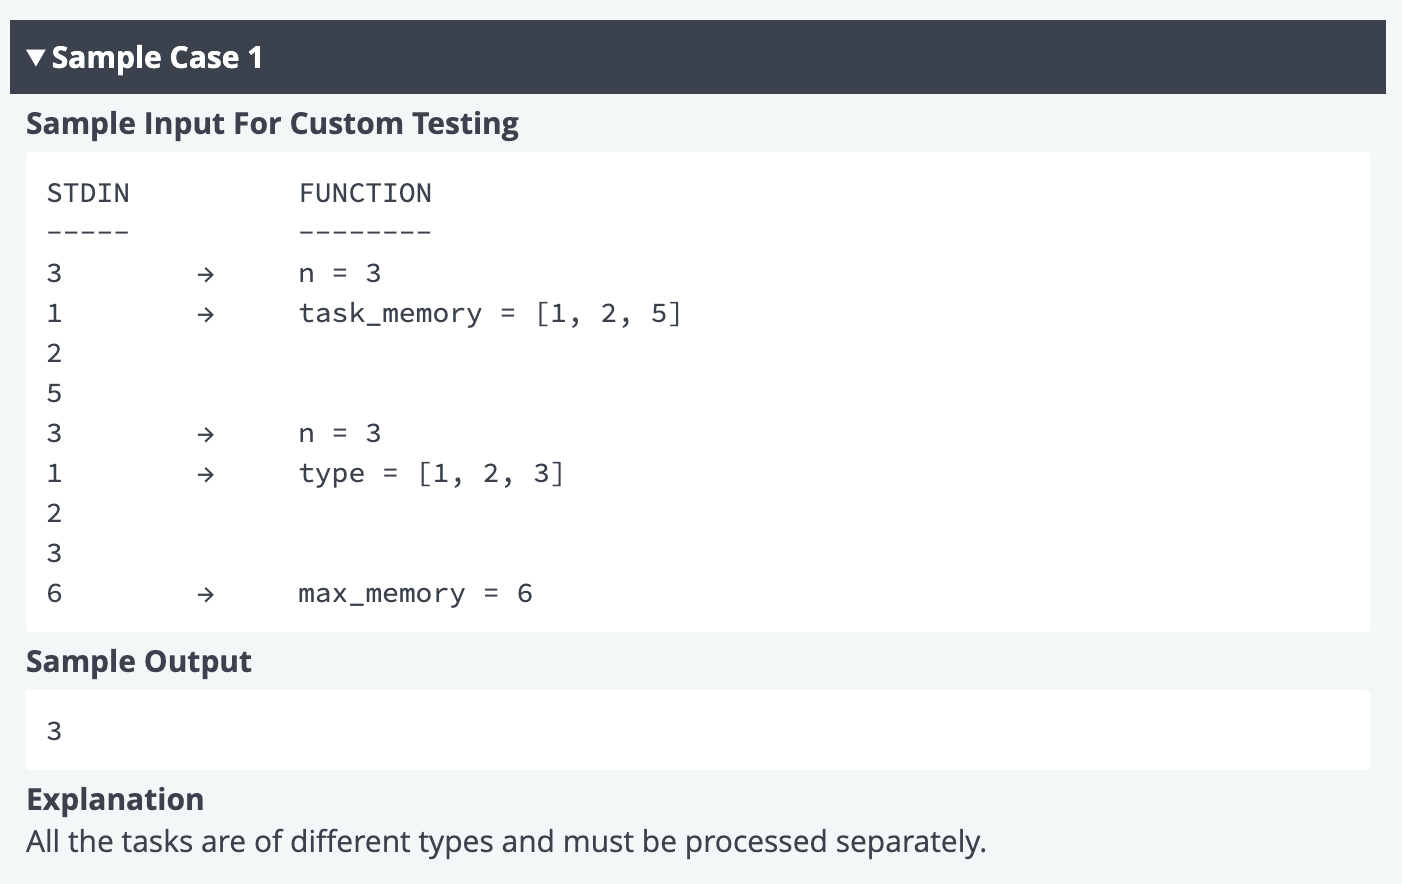 ▼ Sample Case 1
Sample Input For Custom Testing
STDIN FUNCTION
----- --------
3 → n = 3
1 → task_memory = [1, 2, 5]
2
5
3 → n = 3
1 → type = [1, 2, 3]
2
3
6 → max_memory = 6
Sample Output
3
Explanation
All the tasks are of different types and must be processed separately.